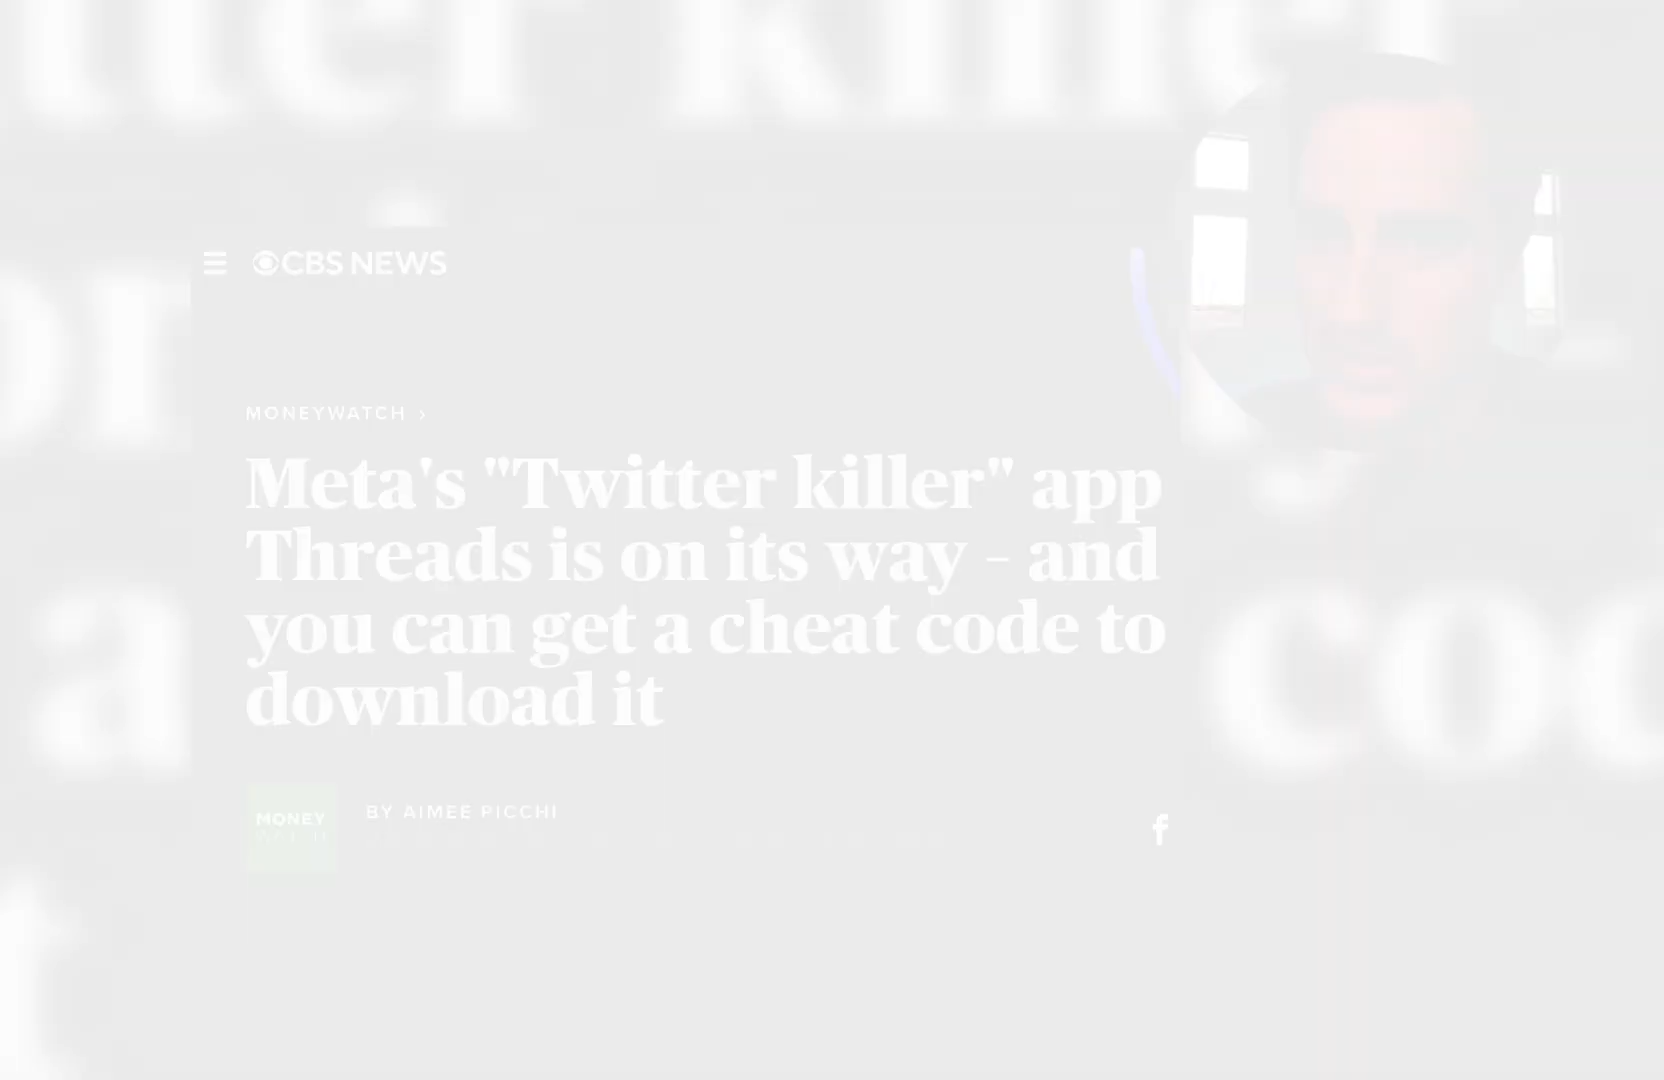 CBS NEWS
MONEYWATCH ›
Meta's "Twitter killer" app
Threads is on its way – and
you can get a cheat code to
download it
MONEY
BY AIMEE PICCHI